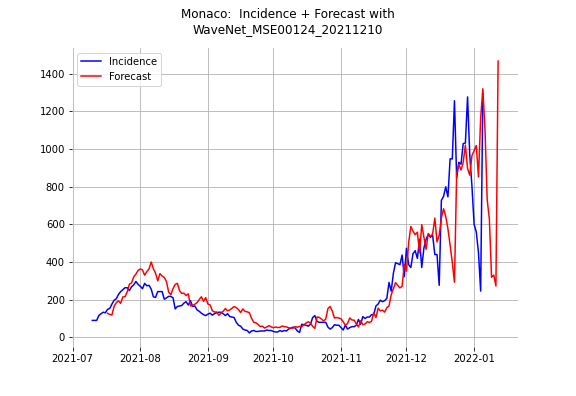 Monaco:  Incidence + Forecast with
WaveNet_MSE00124_20211210
Incidence
Forecast
1400
1200
1000
800
600
400
200
0
2021-07 2021-08 2021-09 2021-10 2021-11 2021-12 2022-01